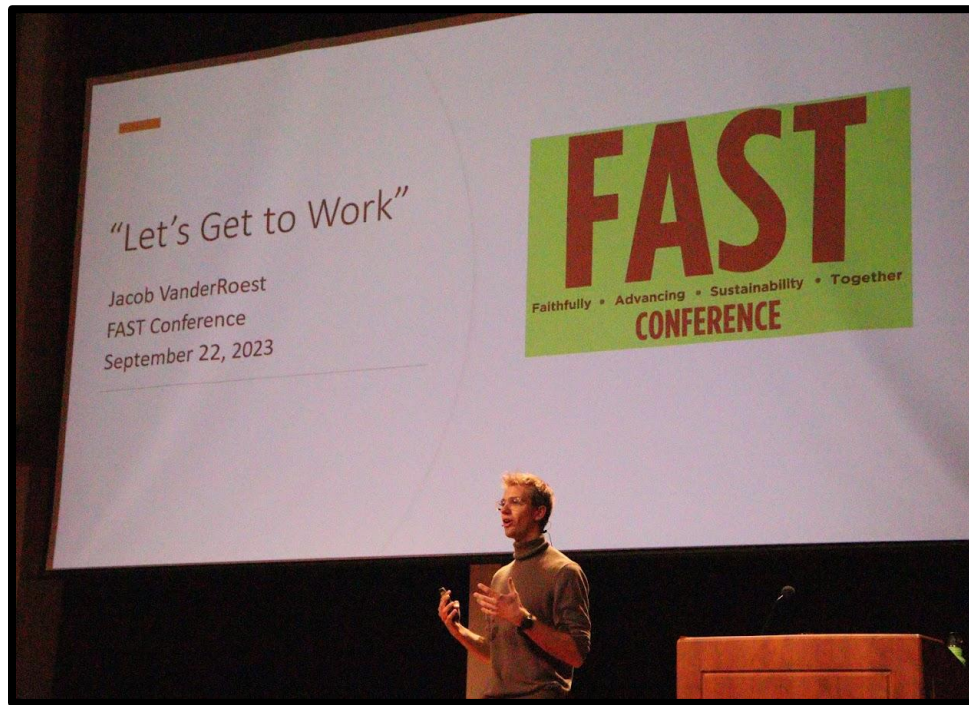 “Let’s Get to Work”
Jacob VanderRoest
FAST Conference
September 22, 2023
FAST
Faithfully • Advancing • Sustainability • Together
CONFERENCE